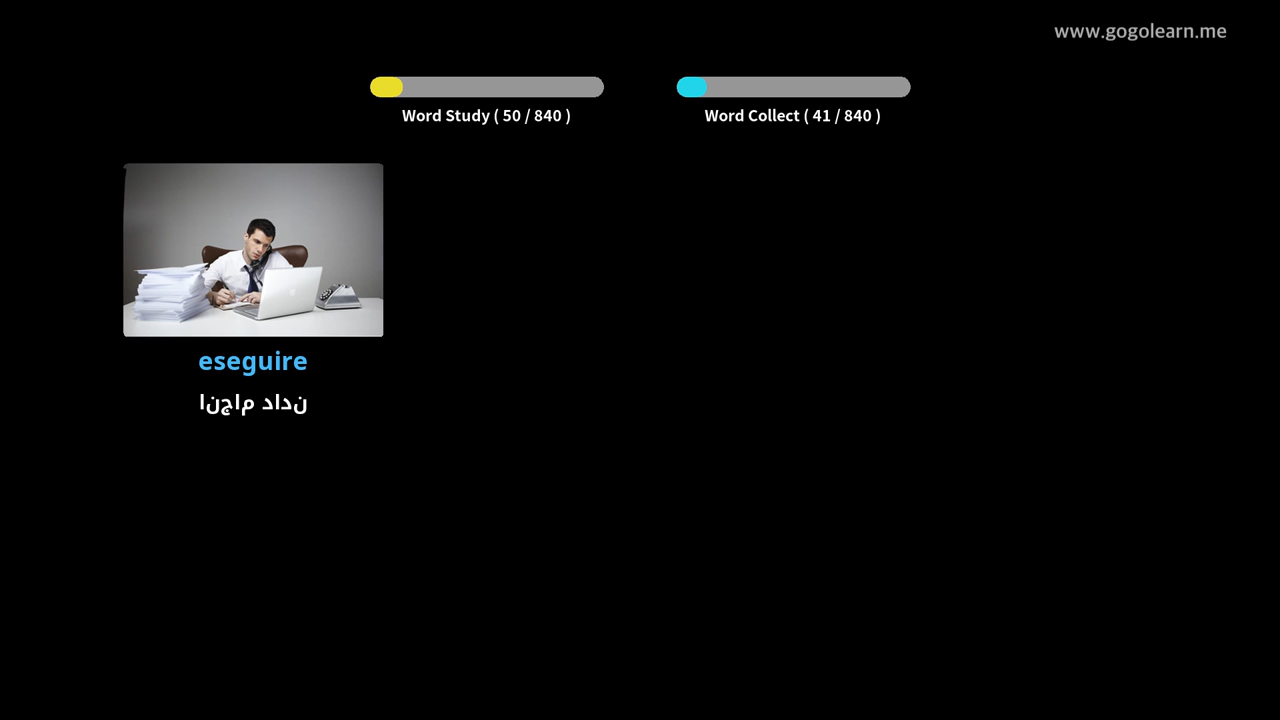 www.gogolearn.me
Word Study ( 50 / 840 )
Word Collect ( 41 / 840 )
eseguire
انجام دادن